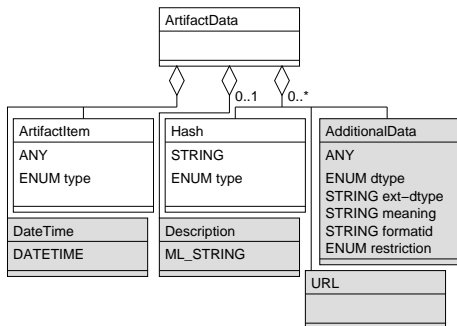 ArtifactData
0..1
0..*
ArtifactItem
ANY
ENUM type
Hash
STRING
ENUM type
AdditionalData
ANY
ENUM dtype
STRING ext−dtype
STRING meaning
STRING formatid
ENUM restriction
DateTime
DATETIME
Description
ML_STRING
URL